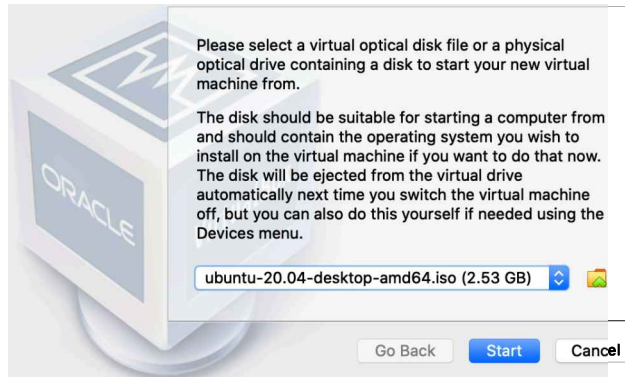 Please select a virtual optical disk file or a physical
optical drive containing a disk to start your new virtual
machine from.
The disk should be suitable for starting a computer from
and should contain the operating system you wish to
install on the virtual machine if you want to do that now.
The disk will be ejected from the virtual drive
automatically next time you switch the virtual machine
off, but you can also do this yourself if needed using the
Devices menu.
ORACLE
ubuntu-20.04-desktop-amd64.iso (2.53 GB)
Go Back
Start
Cancel